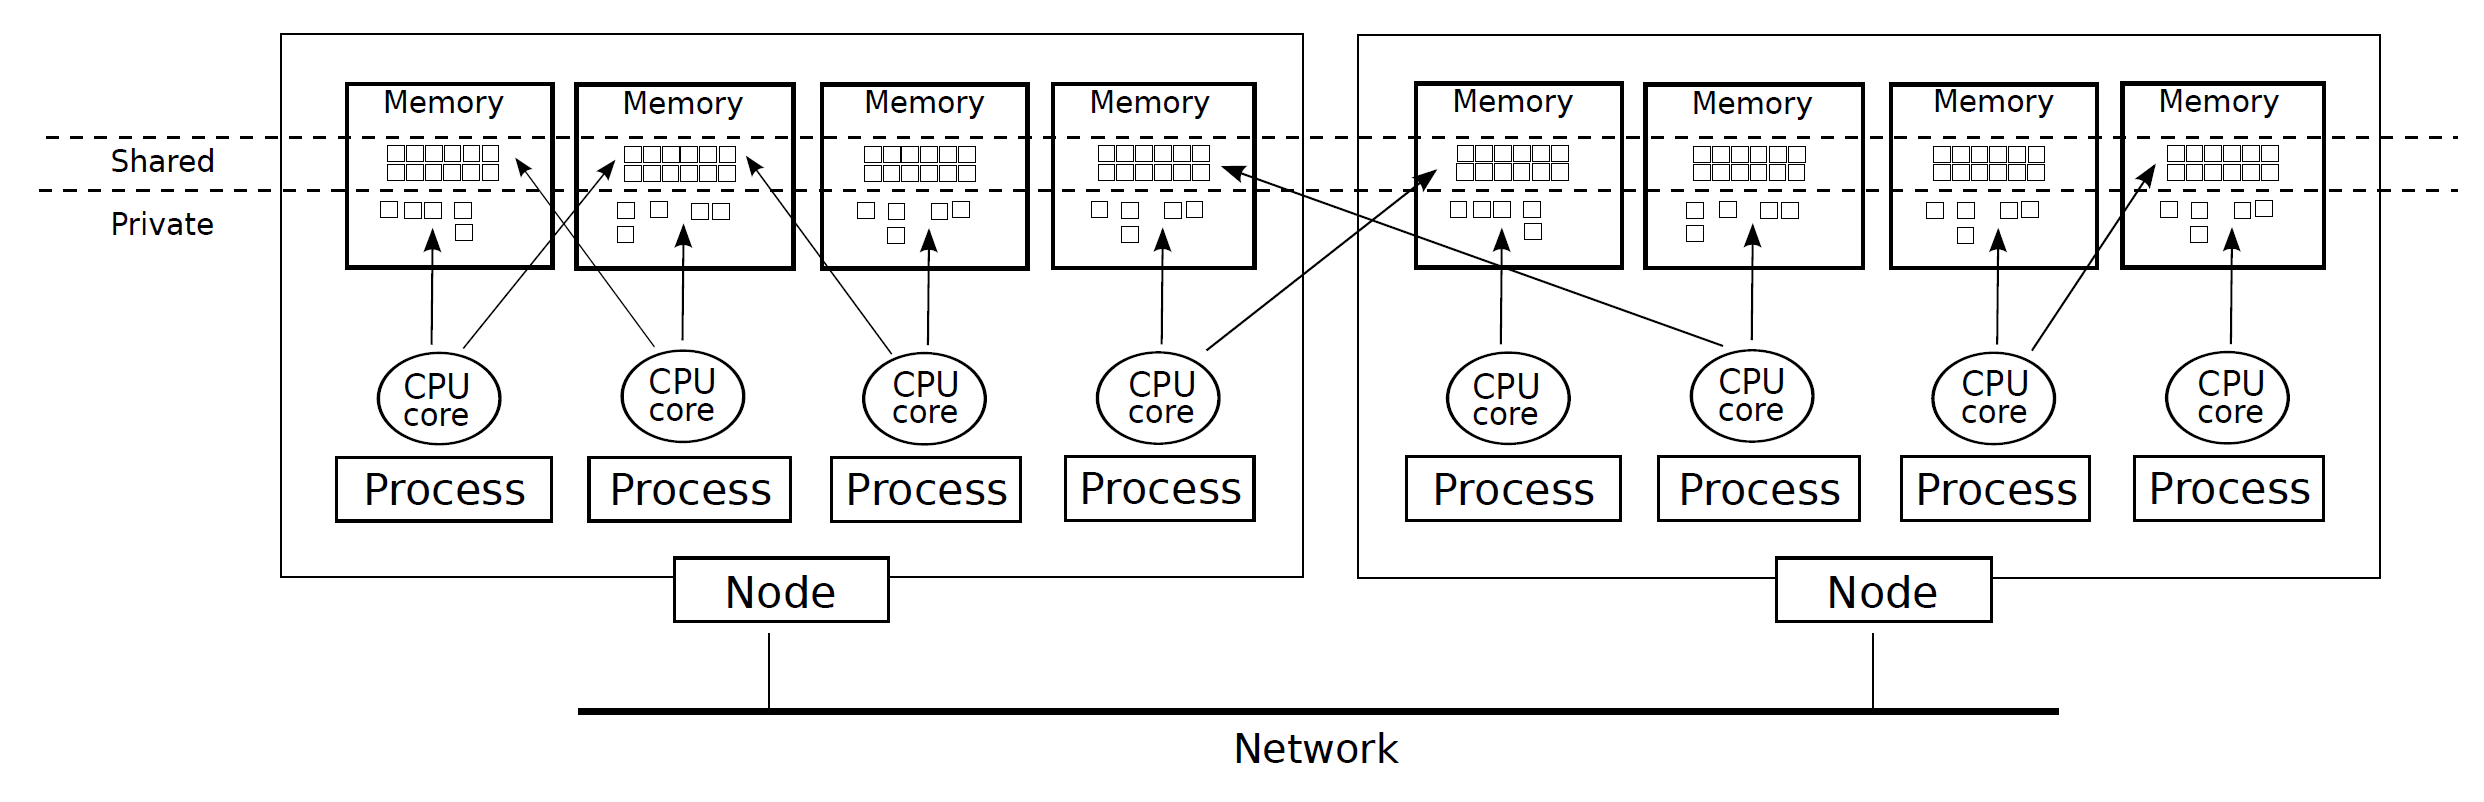 Memory Memory Memory Memory Memory Memory Memory Memory
Shared
Private
CPU core CPU core CPU core CPU core CPU core CPU core CPU core CPU core
Process Process Process Process Process Process Process Process
Node Node
Network